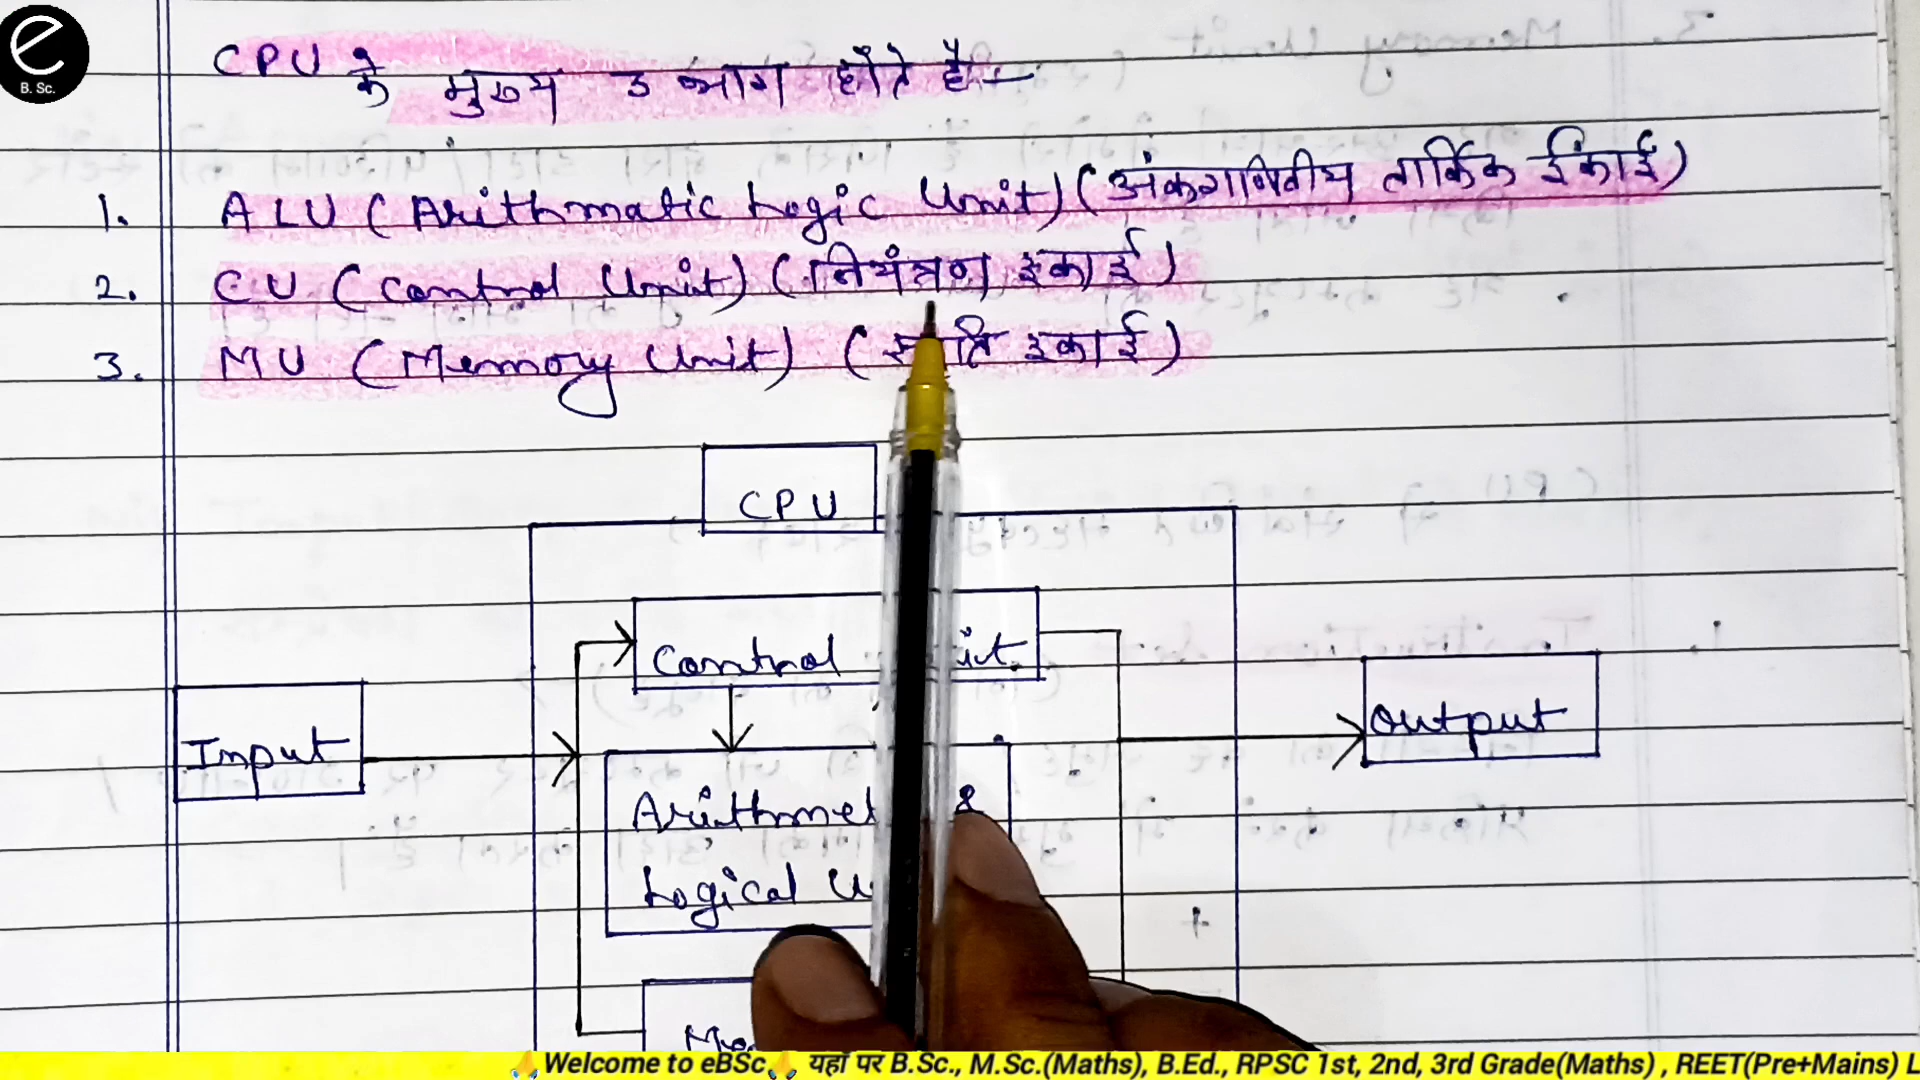 e
B. Sc.
CPU के मुख्य 3 भाग होते है-
1. ALU (Arithmatic Logic Unit) (अंकगणितीय तार्किक ईकाई)
2. CU (Control Unit) (नियंत्रण इकाई)
3. MU (Memory Unit) ( इकाई)
CPU
Control
Input
Output
Arithmet &
Logical U
🙏Welcome to eBSc🙏 यहाँ पर B.Sc., M.Sc.(Maths), B.Ed., RPSC 1st, 2nd, 3rd Grade(Maths) , REET(Pre+Mains) L